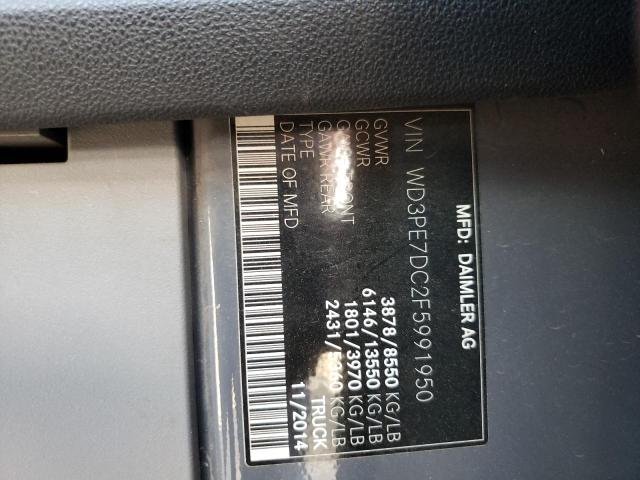 MFD: DAIMLER AG
VIN WD3PE7DC2F5991950
GVWR 3878/8550 KG/LB
GCWR 6146/13550 KG/LB
1801/3970 KG/LB
GAWR REAR 2431/5360 KG/LB
TYPE TRUCK
DATE OF MFD 11/2014